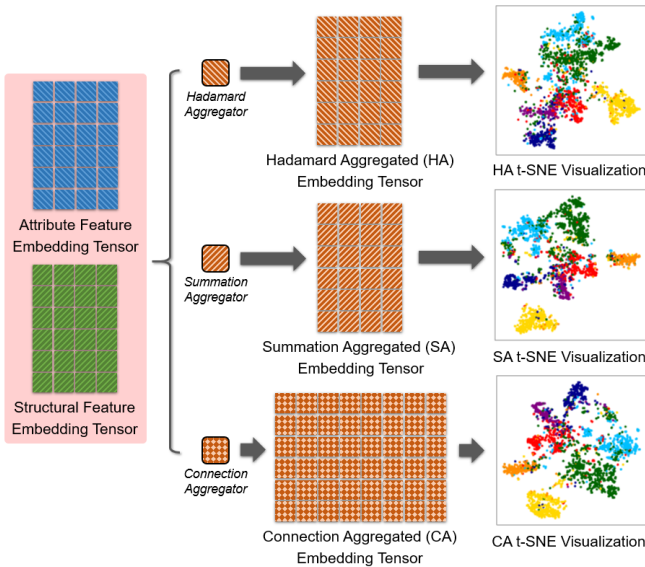 Attribute Feature
Embedding Tensor
Structural Feature
Embedding Tensor
Hadamard
Aggregator
Hadamard Aggregated (HA)
Embedding Tensor
HA t-SNE Visualization
Summation
Aggregator
Summation Aggregated (SA)
Embedding Tensor
SA t-SNE Visualization
Connection
Aggregator
Connection Aggregated (CA)
Embedding Tensor
CA t-SNE Visualization